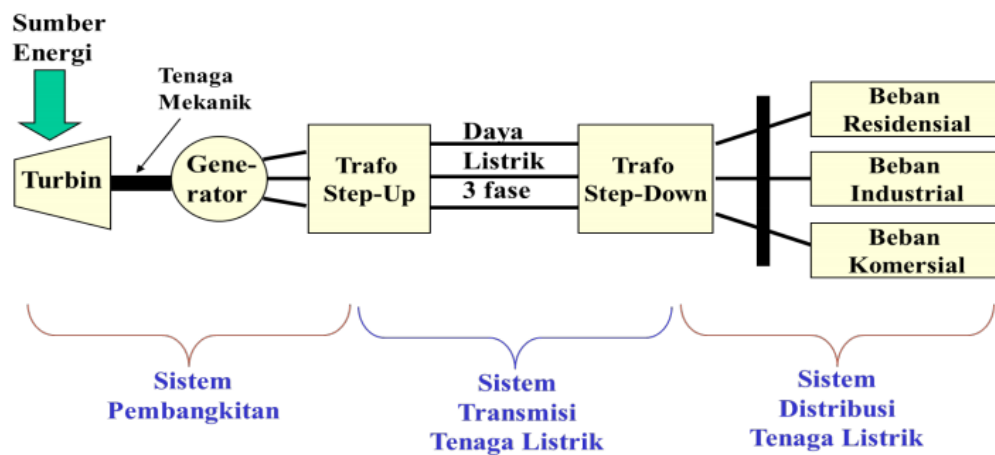 Sumber
Energi
Tenaga
Mekanik
Turbin
Gene-
rator
Trafo
Step-Up
Daya
Listrik
3 fase
Trafo
Step-Down
Beban
Residensial
Beban
Industrial
Beban
Komersial
Sistem
Pembangkitan
Sistem
Transmisi
Tenaga Listrik
Sistem
Distribusi
Tenaga Listrik